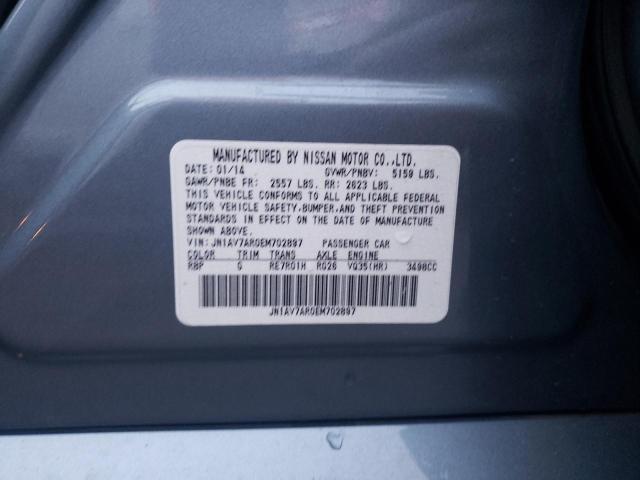 MANUFACTURED BY NISSAN MOTOR CO.,LTD.
DATE: 01/14 GVWR/PNBV: 5159 LBS.
GAWR/PNBE FR: 2557 LBS. RR: 2623 LBS.
THIS VEHICLE CONFORMS TO ALL APPLICABLE FEDERAL
MOTOR VEHICLE SAFETY,BUMPER,AND THEFT PREVENTION
STANDARDS IN EFFECT ON THE DATE OF MANUFACTURE
SHOWN ABOVE.
VIN: JN1AV7AR0EM702897 PASSENGER CAR
COLOR TRIM TRANS AXLE ENGINE
RBP G RE7R01H RG26 VQ35(HR) 3498CC
JN1AV7AR0EM702897